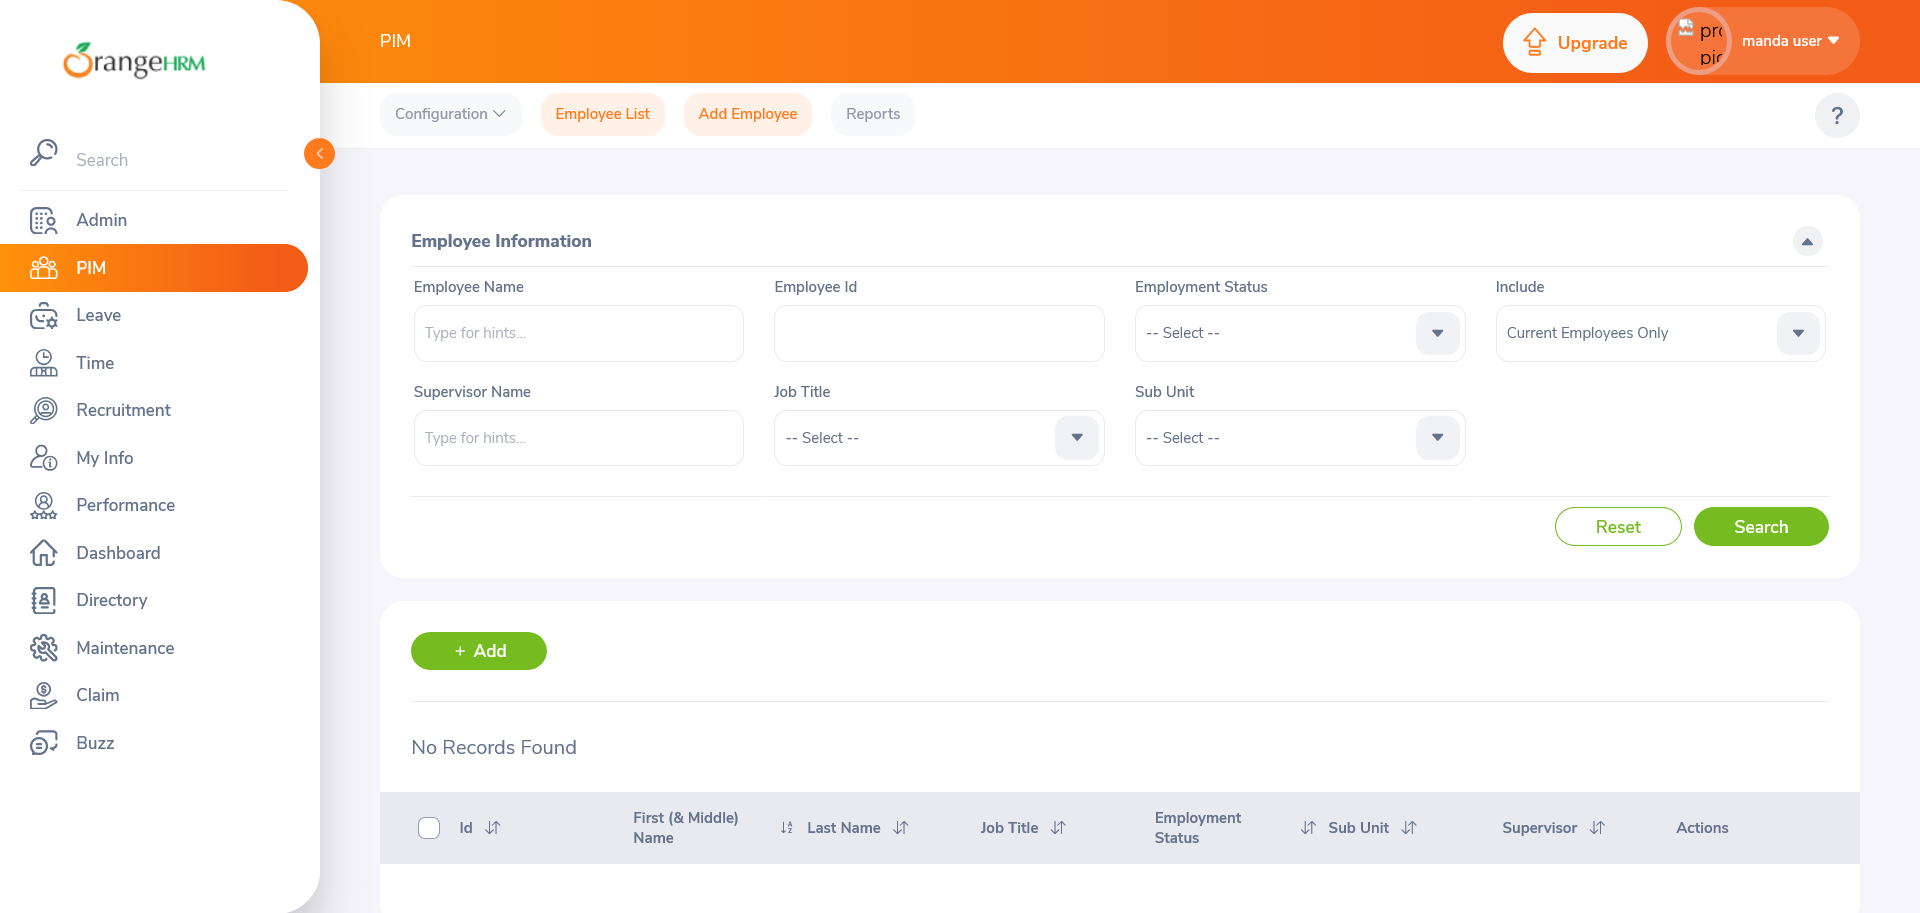 OrangeHRM
PIM
Upgrade
pro
pic
manda user
Configuration
Employee List
Add Employee
Reports
?
Search
Admin
PIM
Leave
Time
Recruitment
My Info
Performance
Dashboard
Directory
Maintenance
Claim
Buzz
Employee Information
Employee Name
Employee Id
Employment Status
Include
Type for hints...
-- Select --
Current Employees Only
Supervisor Name
Job Title
Sub Unit
Type for hints...
-- Select --
-- Select --
Reset
Search
+ Add
No Records Found
Id
First (& Middle)
Name
Last Name
Job Title
Employment
Status
Sub Unit
Supervisor
Actions